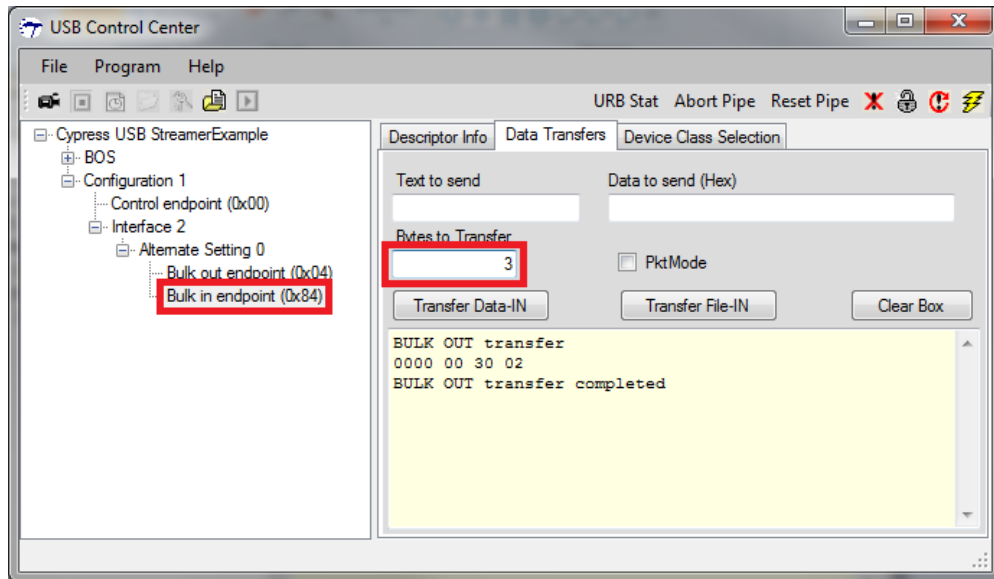 USB Control Center
File Program Help
URB Stat Abort Pipe Reset Pipe
Cypress USB StreamerExample
BOS
Configuration 1
Control endpoint (0x00)
Interface 2
Alternate Setting 0
Bulk out endpoint (0x04)
Bulk in endpoint (0x84)
Descriptor Info Data Transfers Device Class Selection
Text to send Data to send (Hex)
Bytes to Transfer
3 PktMode
Transfer Data-IN Transfer File-IN Clear Box
BULK OUT transfer
0000 00 30 02
BULK OUT transfer completed